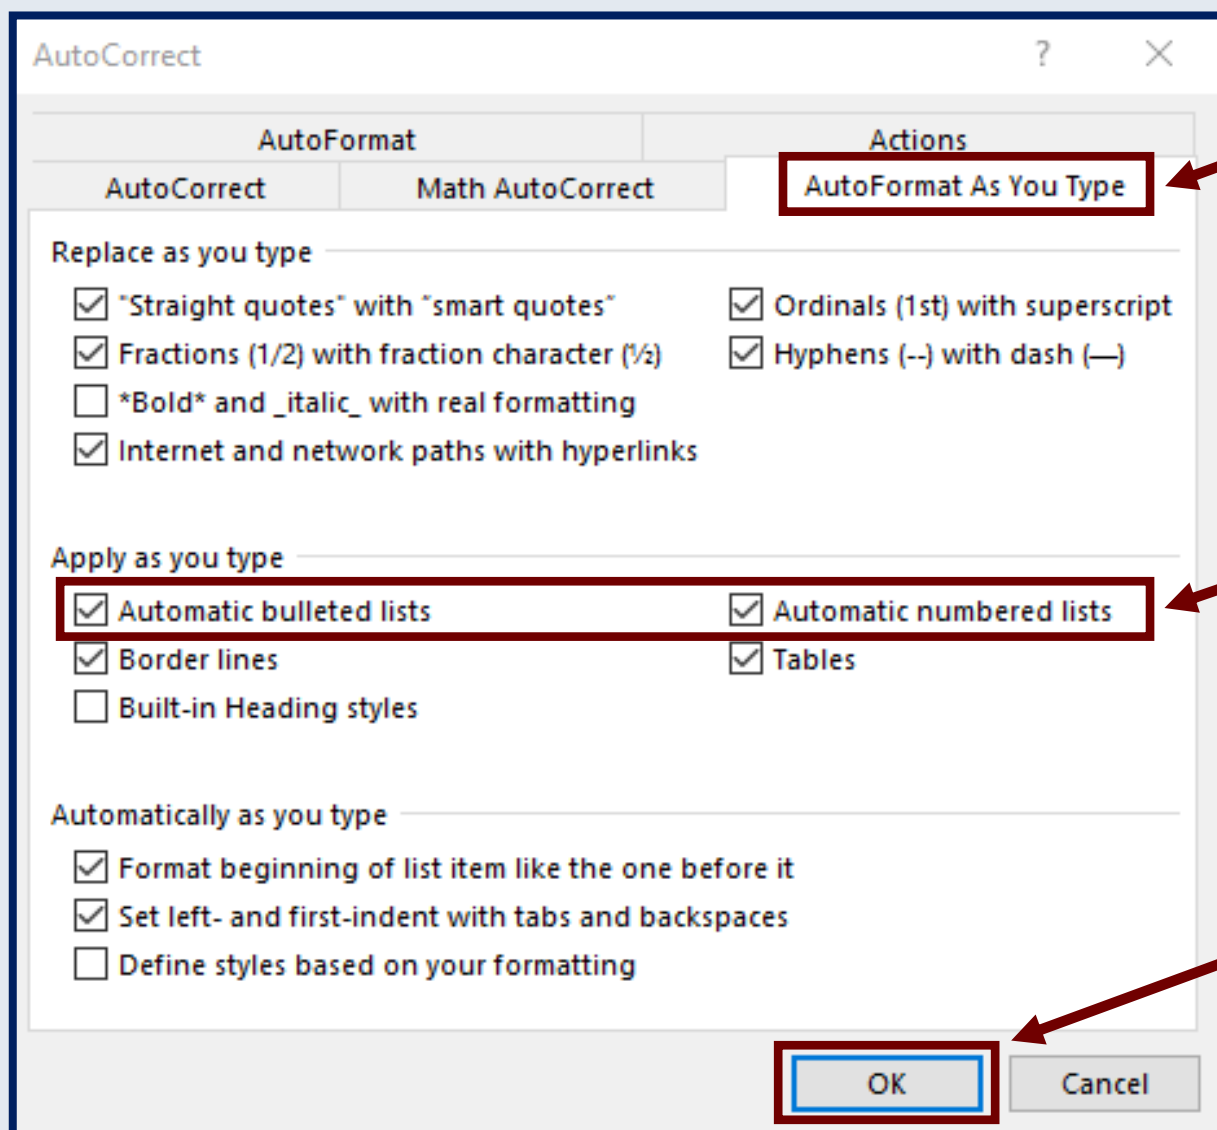 AutoCorrect ?
AutoFormat Actions
AutoCorrect Math AutoCorrect AutoFormat As You Type
Replace as you type
"Straight quotes" with “smart quotes” Ordinals (1st) with superscript
Fractions (1/2) with fraction character (½) Hyphens (--) with dash (—)
*Bold* and _italic_ with real formatting
Internet and network paths with hyperlinks
Apply as you type
Automatic bulleted lists Automatic numbered lists
Border lines Tables
Built-in Heading styles
Automatically as you type
Format beginning of list item like the one before it
Set left- and first-indent with tabs and backspaces
Define styles based on your formatting
OK Cancel